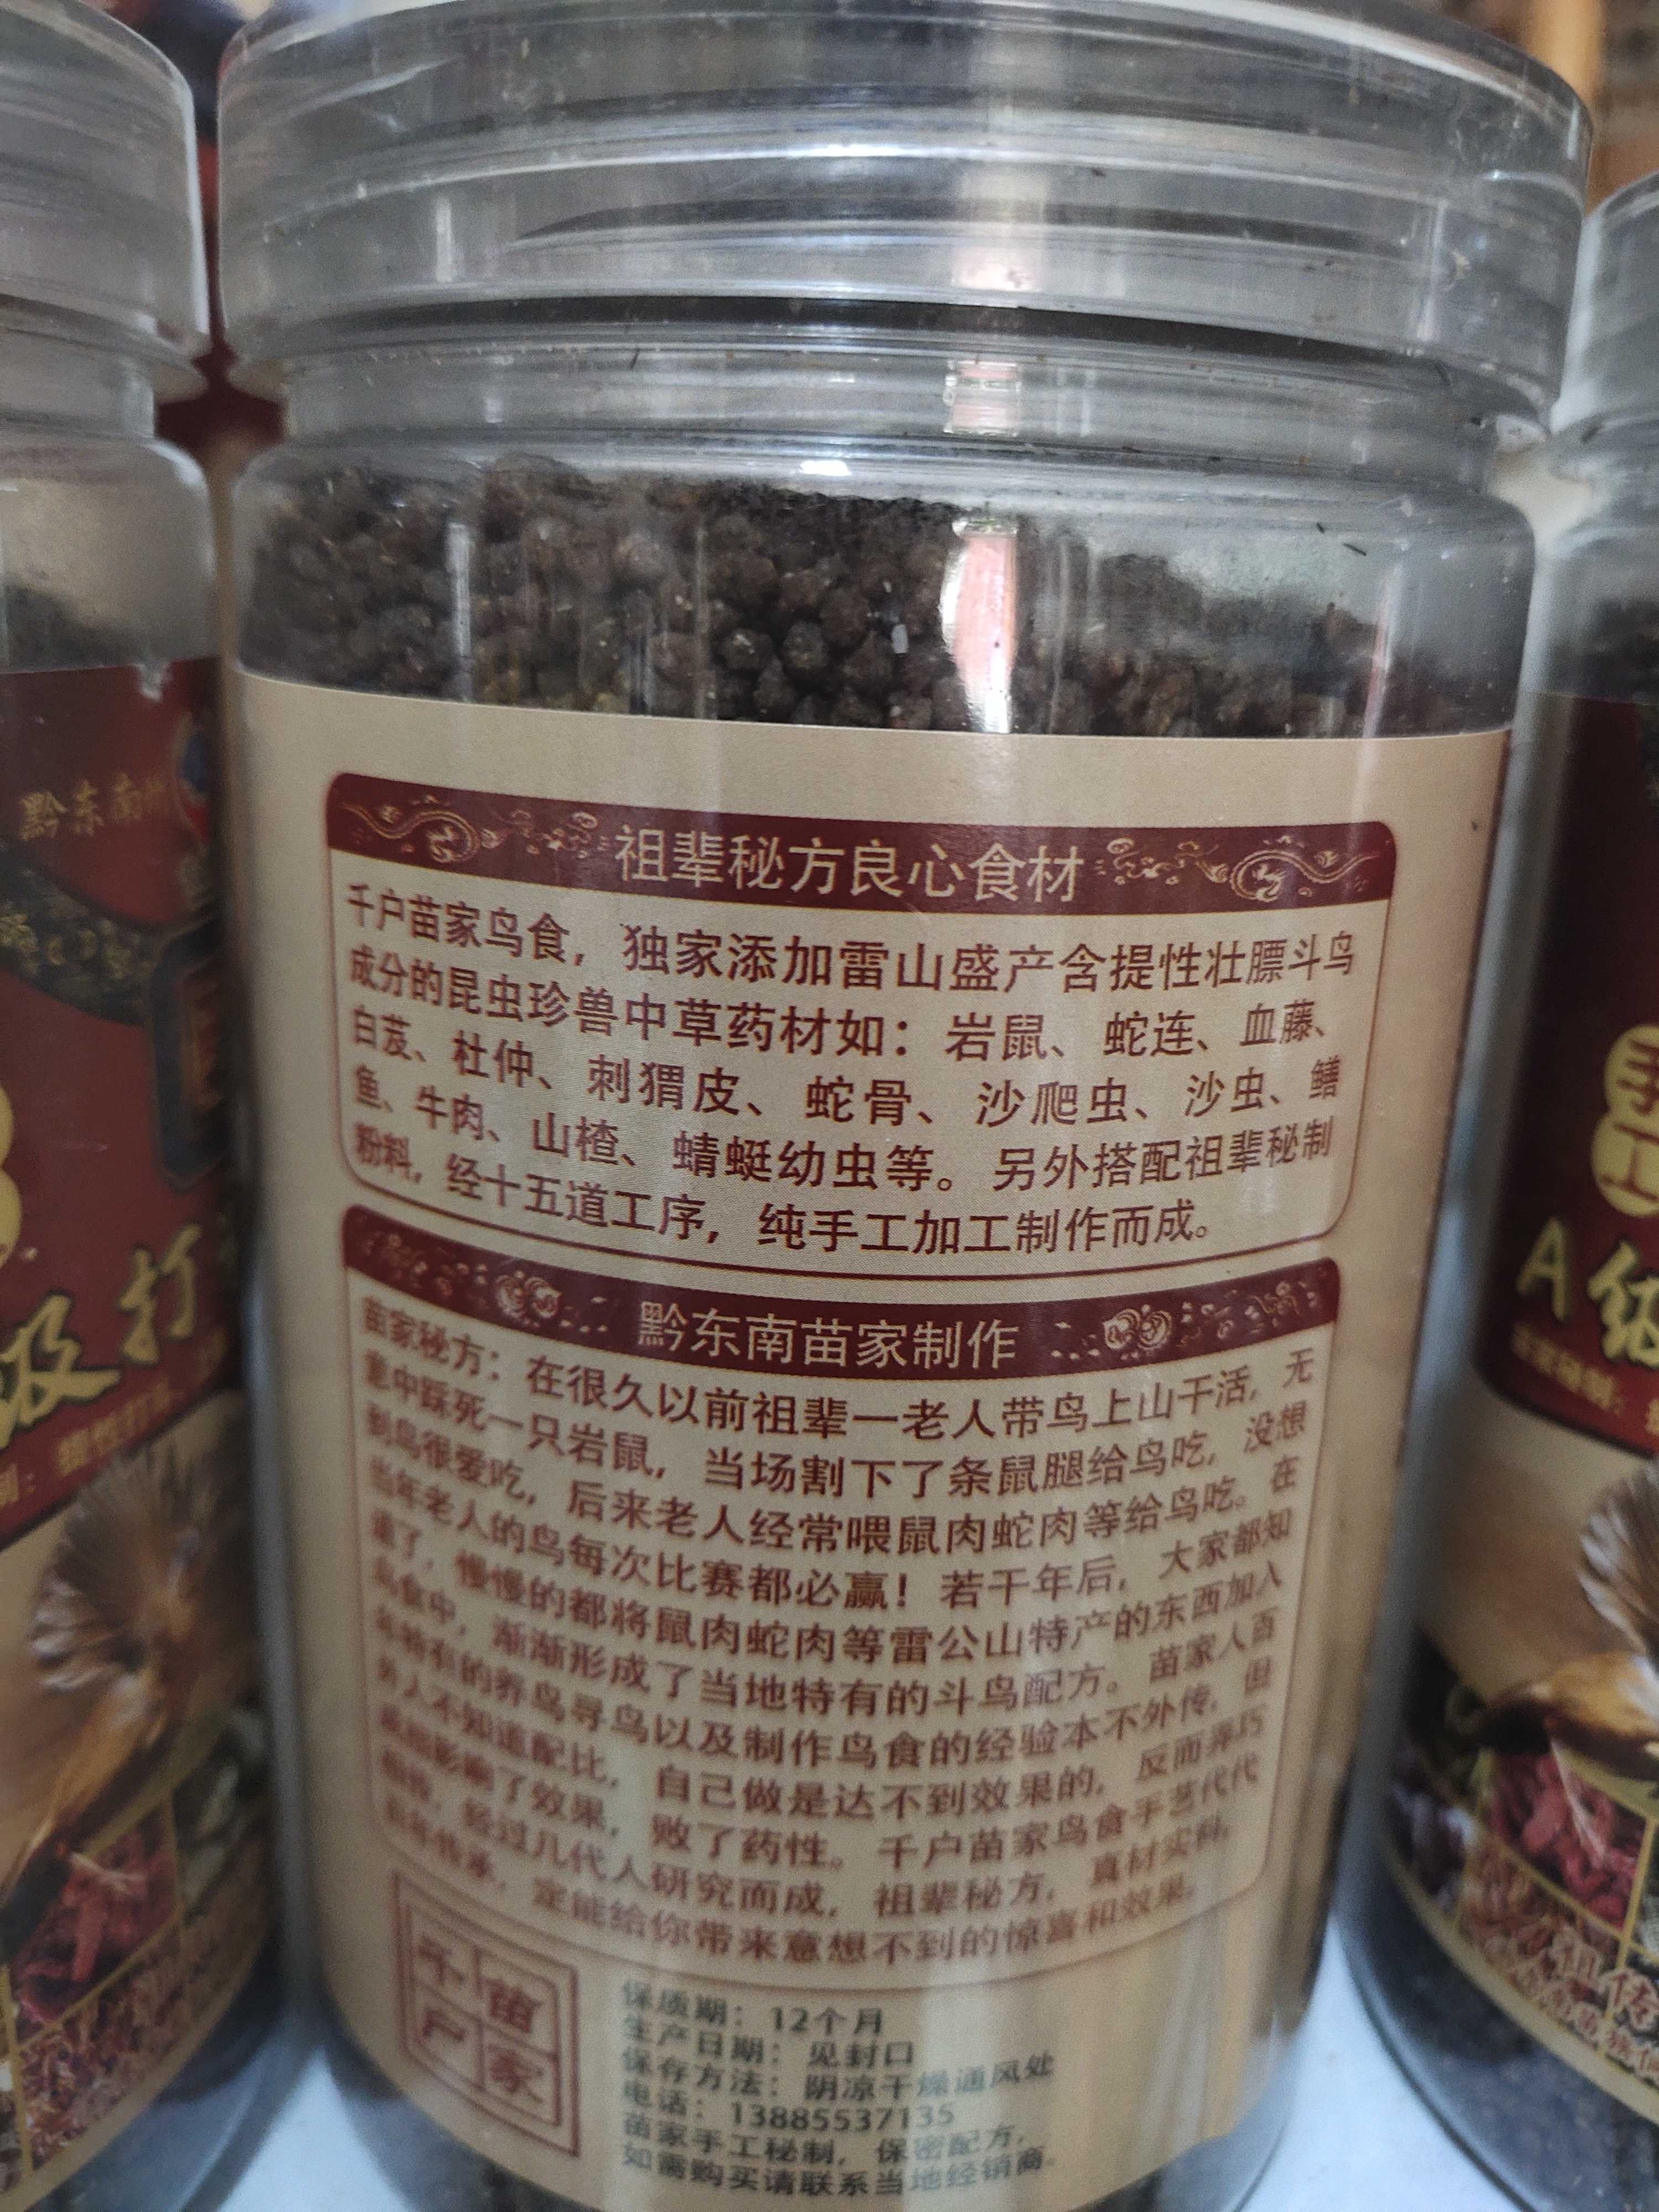 祖辈秘方良心食材
千户苗家鸟食，独家添加雷山盛产含提性壮膘斗鸟
成分的昆虫珍兽中草药材如：岩鼠、蛇连、血藤、
白芨、杜仲、刺猬皮、蛇骨、沙爬虫、沙虫、鳝
鱼、牛肉、山楂、蜻蜓幼虫等。另外搭配祖辈秘制
粉料，经十五道工序，纯手工加工制作而成。
黔东南苗家制作
苗家秘方：在很久以前祖辈一老人带鸟上山干活，无
意中踩死一只岩鼠，当场割下了条鼠腿给鸟吃，没想
到鸟很爱吃，后来老人经常喂鼠肉蛇肉等给鸟吃。在
当年老人的鸟每次比赛都必赢！若干年后，大家都知
道了，慢慢的都将鼠肉蛇肉等雷公山特产的东西加入
鸟食中，渐渐形成了当地特有的斗鸟配方。苗家人百
年特有的养鸟寻鸟以及制作鸟食的经验本不外传，但
外人不知道配比，自己做是达不到效果的，反而弄巧
成拙影响了效果，败了药性。千户苗家鸟食手艺代代
相传，经过几代人研究而成，祖辈秘方，真材实料，
定能给你带来意想不到的惊喜和效果。
千苗
户家
保质期：12个月
生产日期：见封口
保存方法：阴凉干燥通风处
电话：13885537135
苗家手工秘制，保密配方，
如需购买请联系当地经销商。
黔东南州
级打
手工
A级
祖传